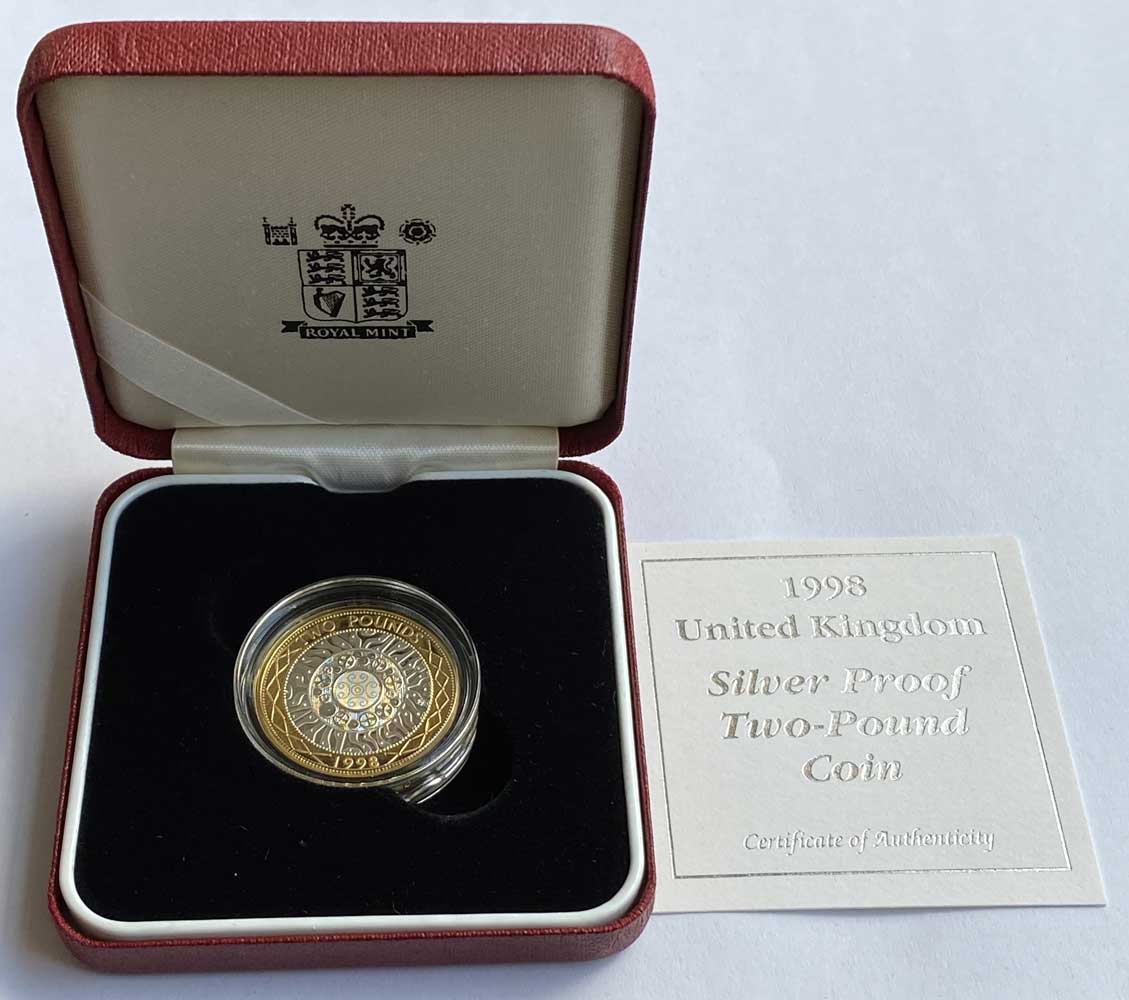 ROYAL MINT
TWO POUNDS
1998
1998
United Kingdom
Silver Proof
Two-Pound
Coin
Certificate of Authenticity